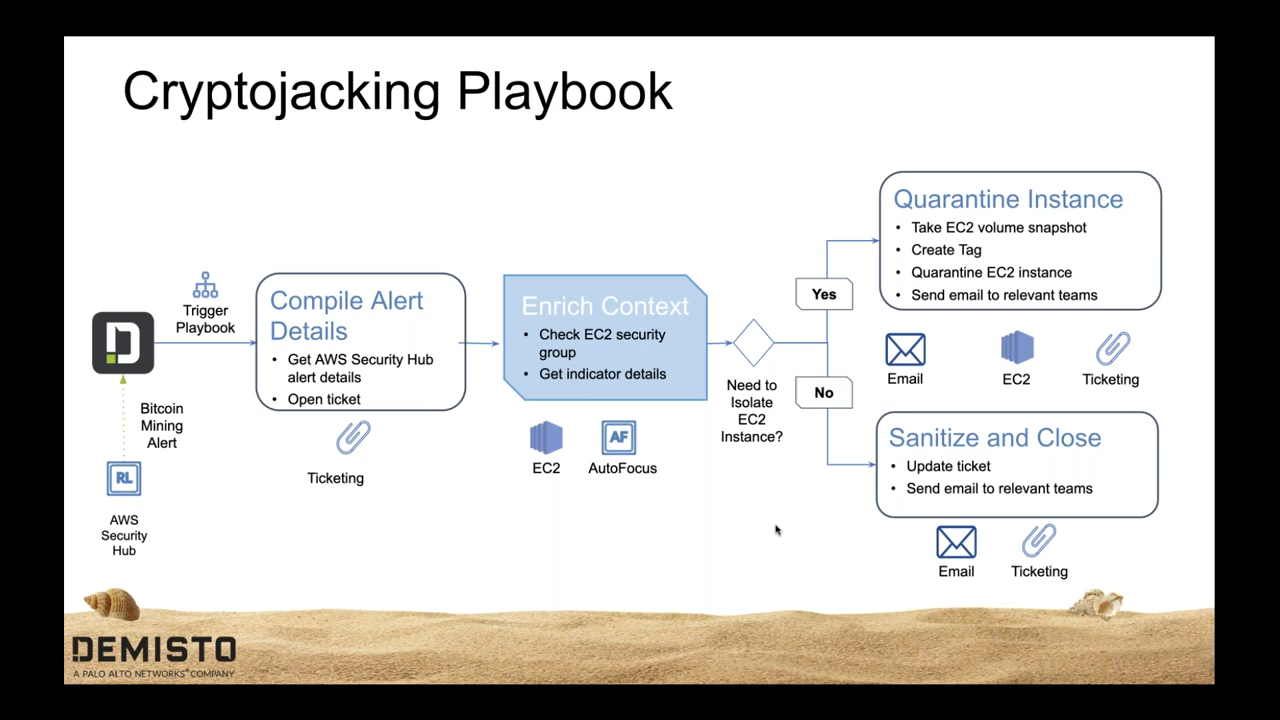 Cryptojacking Playbook
Trigger
Playbook
Bitcoin
Mining
Alert
RL
AWS
Security
Hub
Compile Alert
Details
• Get AWS Security Hub
alert details
• Open ticket
Ticketing
Enrich Context
• Check EC2 security
group
• Get indicator details
EC2
AF
AutoFocus
Need to
Isolate
EC2
Instance?
Yes
No
Quarantine Instance
• Take EC2 volume snapshot
• Create Tag
• Quarantine EC2 instance
• Send email to relevant teams
Email
EC2
Ticketing
Sanitize and Close
• Update ticket
• Send email to relevant teams
Email
Ticketing
DEMISTO
A PALO ALTO NETWORKS® COMPANY